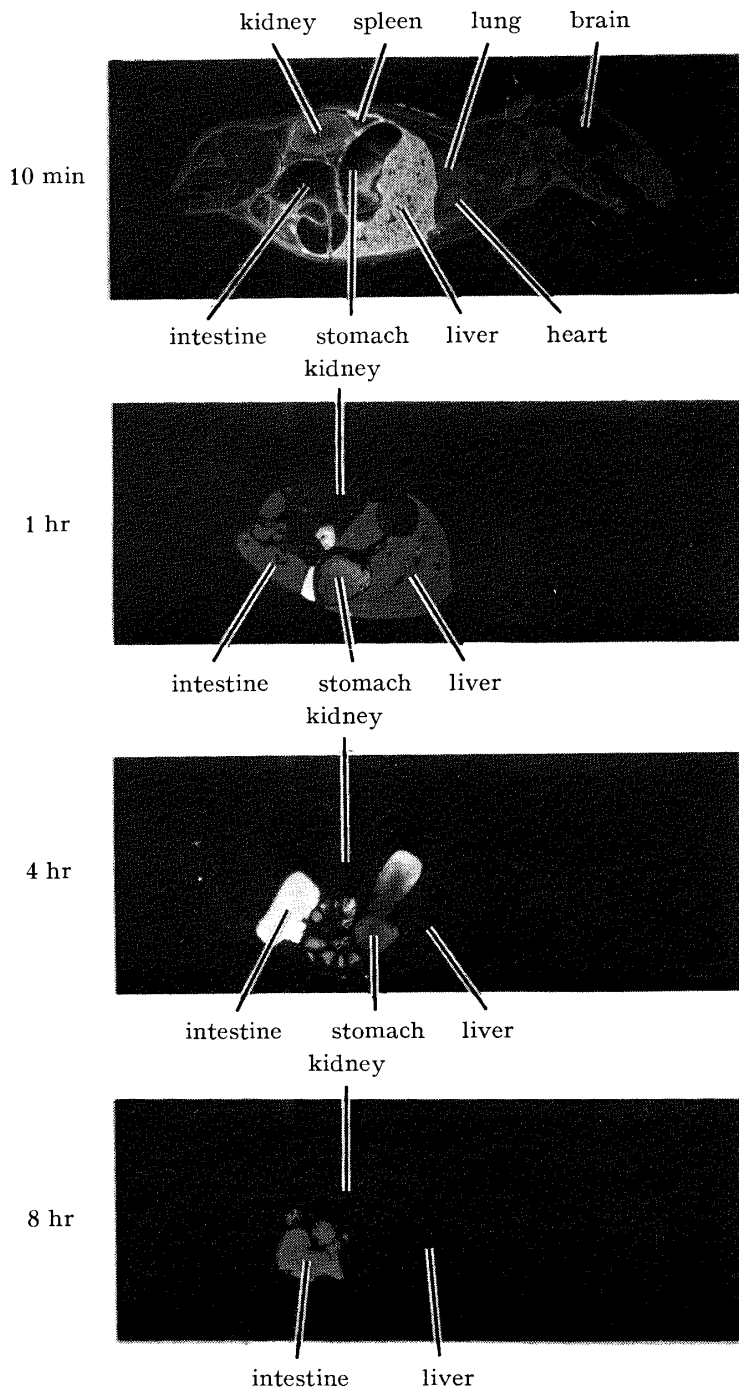 kidney spleen lung brain
10 min
intestine stomach liver heart
kidney
1 hr
intestine stomach liver
kidney
4 hr
intestine stomach liver
kidney
8 hr
intestine liver